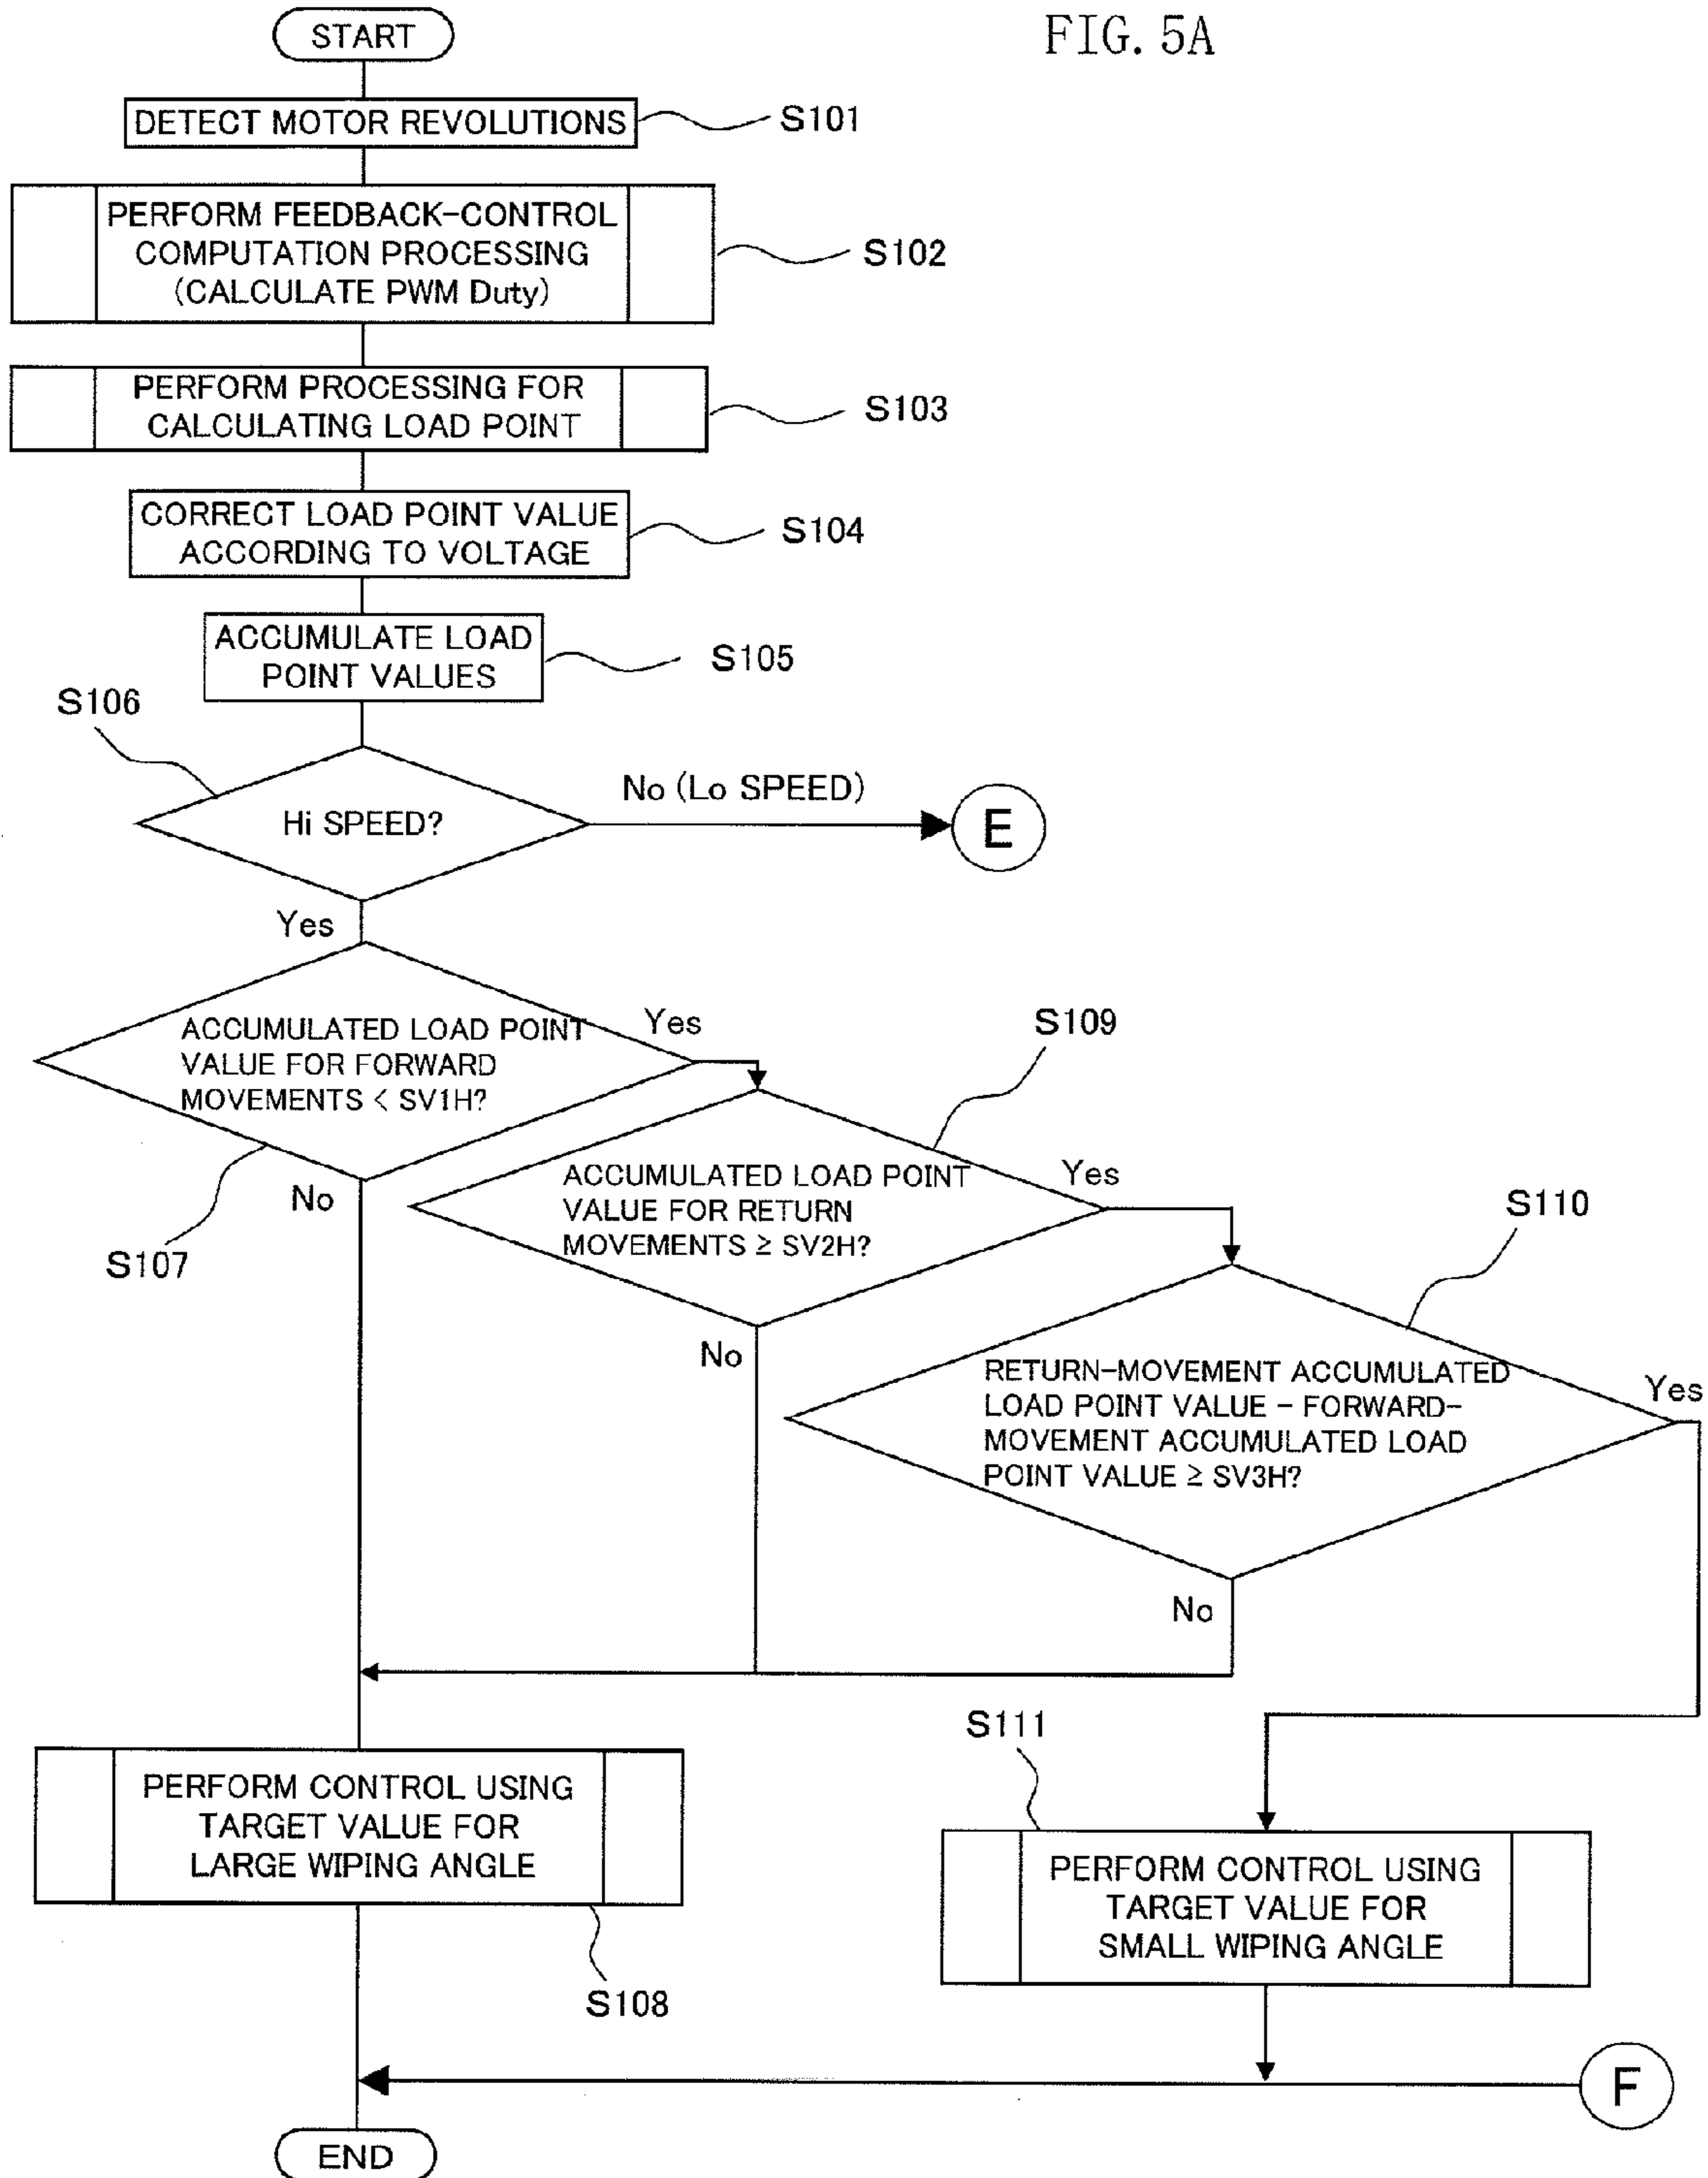 FIG. 5A
START
DETECT MOTOR REVOLUTIONS
S101
PERFORM FEEDBACK-CONTROL
COMPUTATION PROCESSING
(CALCULATE PWM Duty)
S102
PERFORM PROCESSING FOR
CALCULATING LOAD POINT
S103
CORRECT LOAD POINT VALUE
ACCORDING TO VOLTAGE
S104
ACCUMULATE LOAD
POINT VALUES
S105
S106
Hi SPEED?
No (Lo SPEED)
E
Yes
ACCUMULATED LOAD POINT
VALUE FOR FORWARD
MOVEMENTS < SV1H?
Yes
No
S107
S109
ACCUMULATED LOAD POINT
VALUE FOR RETURN
MOVEMENTS ≥ SV2H?
Yes
No
S110
RETURN-MOVEMENT ACCUMULATED
LOAD POINT VALUE - FORWARD-
MOVEMENT ACCUMULATED LOAD
POINT VALUE ≥ SV3H?
Yes
No
PERFORM CONTROL USING
TARGET VALUE FOR
LARGE WIPING ANGLE
S108
S111
PERFORM CONTROL USING
TARGET VALUE FOR
SMALL WIPING ANGLE
F
END